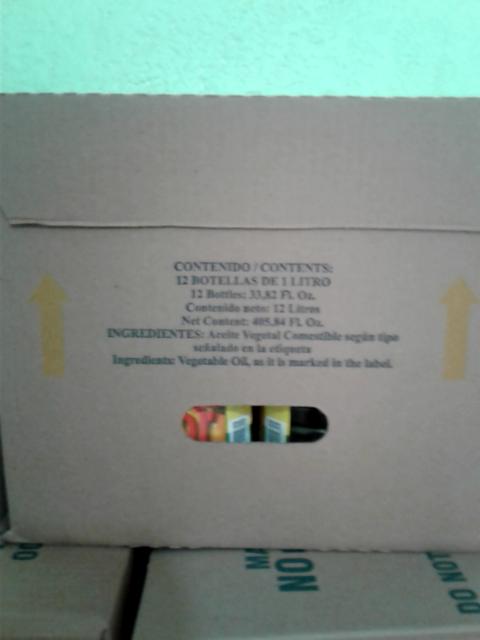 CONTENIDO / CONTENTS:
12 BOTELLAS DE 1 LITRO
12 Bottles: 33,82 Fl. Oz.
Contenido neto: 12 Litros
Net Content: 405,84 Fl. Oz.
INGREDIENTES: Aceite Vegetal Comestible según tipo
señalado en la etiqueta
Ingredients: Vegetable Oil, as it is marked in the label.
DO NOT
NO